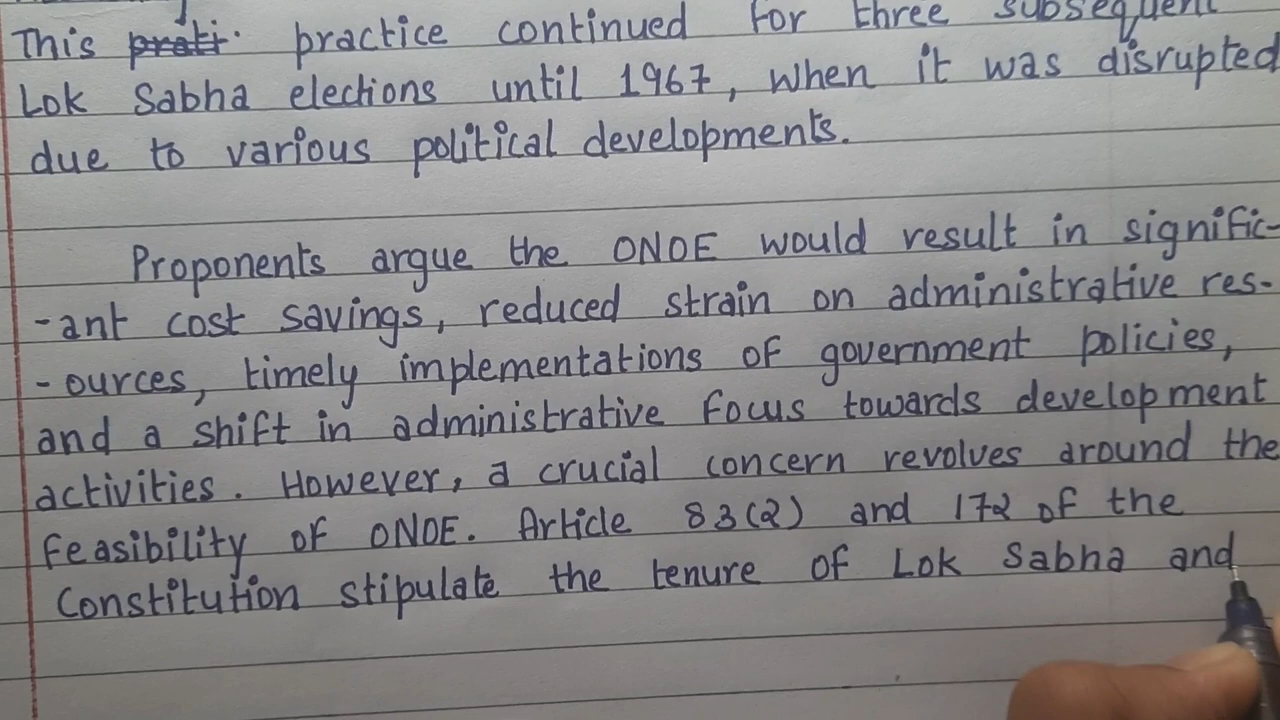 This prati practice continued for three subsequent
Lok Sabha elections until 1967, when it was disrupted
due to various political developments.
Proponents argue the ONOE would result in signific-
-ant cost savings, reduced strain on administrative res-
-ources, timely implementations of government policies,
and a shift in administrative focus towards development
activities. However, a crucial concern revolves around the
feasibility of ONOE. Article 83(2) and 172 of the
Constitution stipulate the tenure of Lok Sabha and